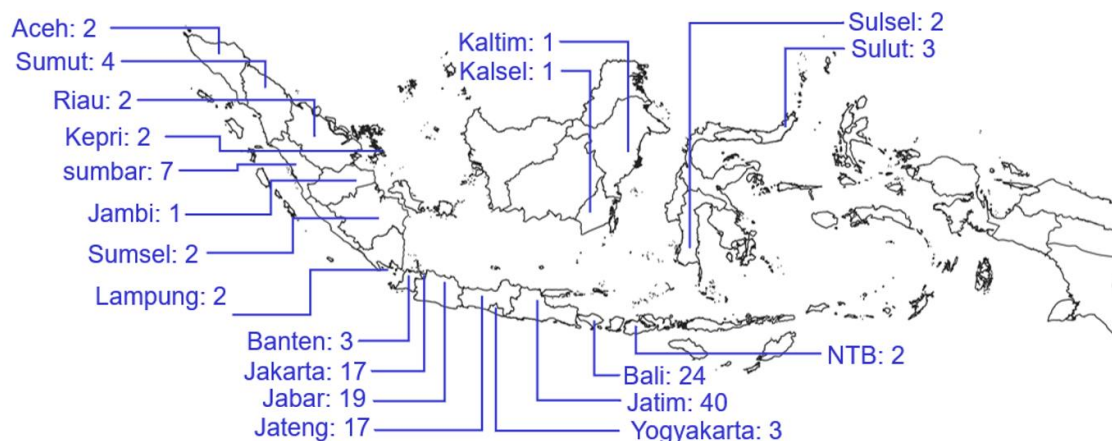 Aceh: 2
Sumut: 4
Riau: 2
Kepri: 2
sumbar: 7
Jambi: 1
Sumsel: 2
Lampung: 2
Banten: 3
Jakarta: 17
Jabar: 19
Jateng: 17
Kaltim: 1
Kalsel: 1
Sulsel: 2
Sulut: 3
NTB: 2
Bali: 24
Jatim: 40
Yogyakarta: 3